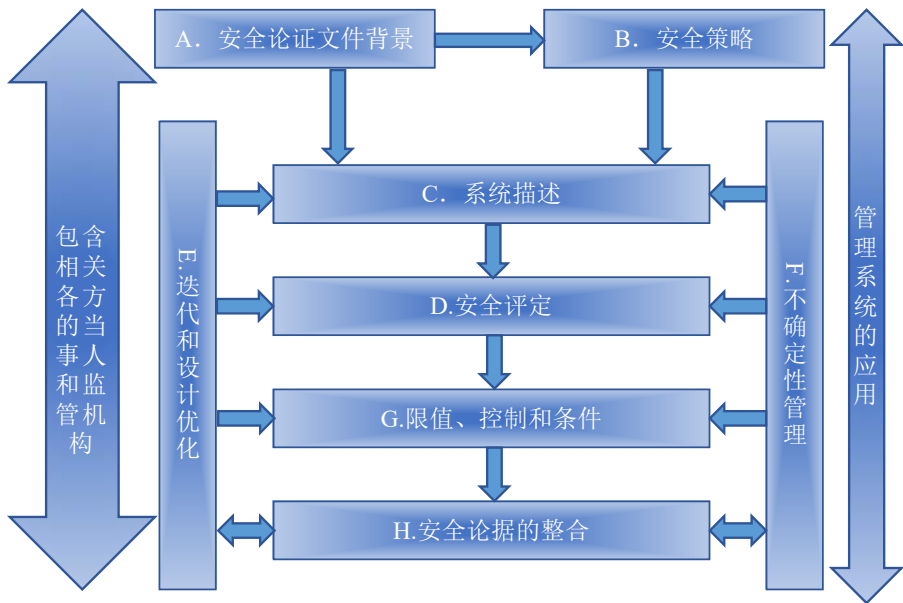 A．安全论证文件背景
B．安全策略
C．系统描述
D.安全评定
G.限值、控制和条件
H.安全论据的整合
E.迭代和设计优化
F.不确定性管理
包含
相关
各方
的当
事人
和监
管机
构
管理系统的应用